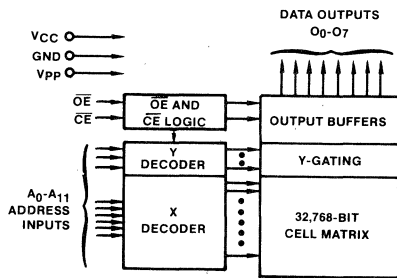 DATA OUTPUTS
O0-O7
VCC
GND
VPP
OE
CE
OE AND
CE LOGIC
OUTPUT BUFFERS
Y
DECODER
Y-GATING
A0-A11
ADDRESS
INPUTS
X
DECODER
32,768-BIT
CELL MATRIX